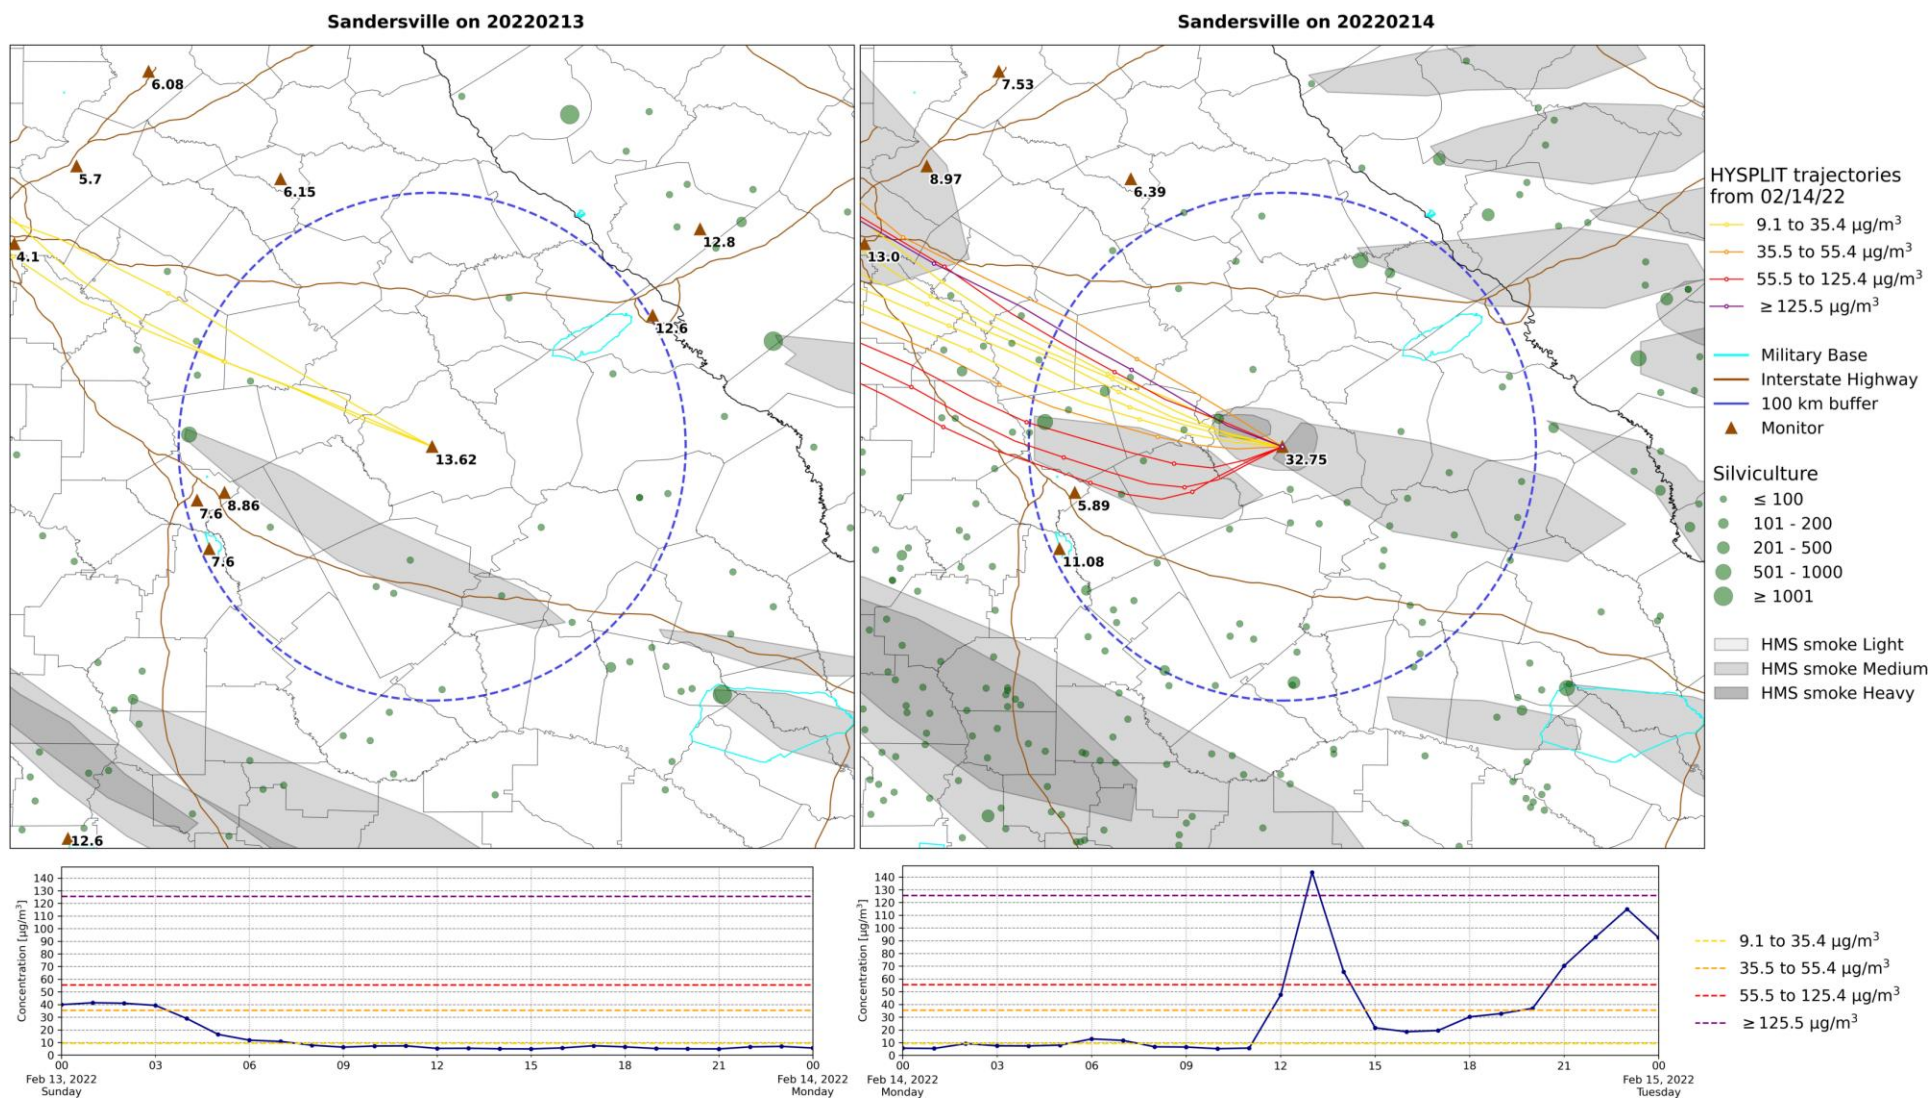 Sandersville on 20220213
6.08
5.7
6.15
4.1
12.8
12.6
13.62
8.86
7.6
7.6
12.6
Sandersville on 20220214
7.53
8.97
6.39
13.0
32.75
5.89
11.08
HYSPLIT trajectories
from 02/14/22
9.1 to 35.4 µg/m³
35.5 to 55.4 µg/m³
55.5 to 125.4 µg/m³
≥ 125.5 µg/m³
Military Base
Interstate Highway
100 km buffer
Monitor
Silviculture
≤ 100
101 - 200
201 - 500
501 - 1000
≥ 1001
HMS smoke Light
HMS smoke Medium
HMS smoke Heavy
Concentration [µg/m³]
140
130
120
110
100
90
80
70
60
50
40
30
20
10
0
00 03 06 09 12 15 18 21 00
Feb 13, 2022 Feb 14, 2022
Sunday Monday
Concentration [µg/m³]
140
130
120
110
100
90
80
70
60
50
40
30
20
10
0
00 03 06 09 12 15 18 21 00
Feb 14, 2022 Feb 15, 2022
Monday Tuesday
9.1 to 35.4 µg/m³
35.5 to 55.4 µg/m³
55.5 to 125.4 µg/m³
≥ 125.5 µg/m³